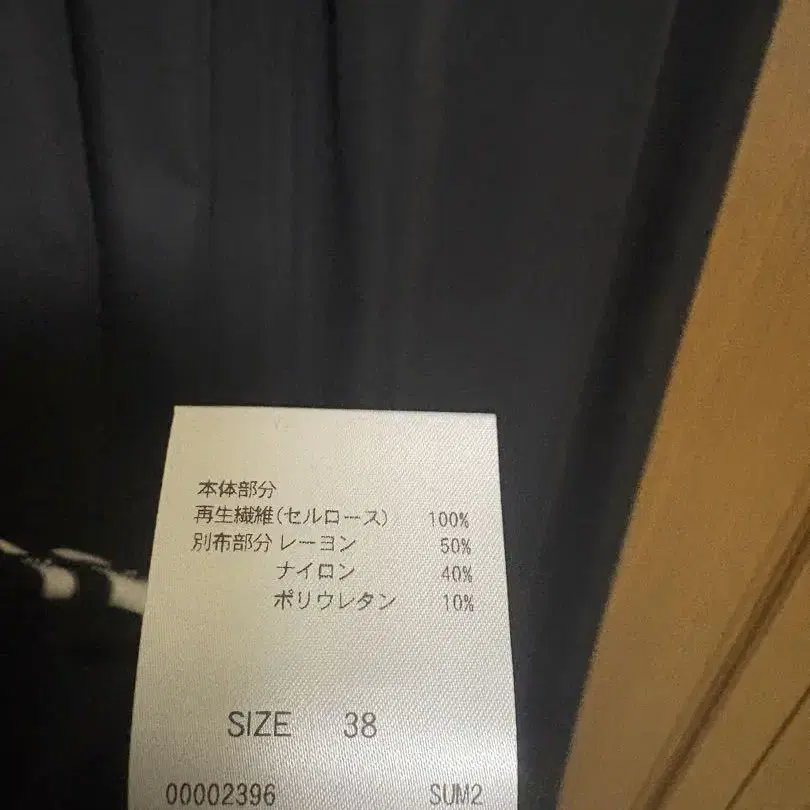 本体部分
再生繊維(セルロース) 100%
別布部分 レーヨン 50%
ナイロン 40%
ポリウレタン 10%
SIZE 38
00002396 SUM2